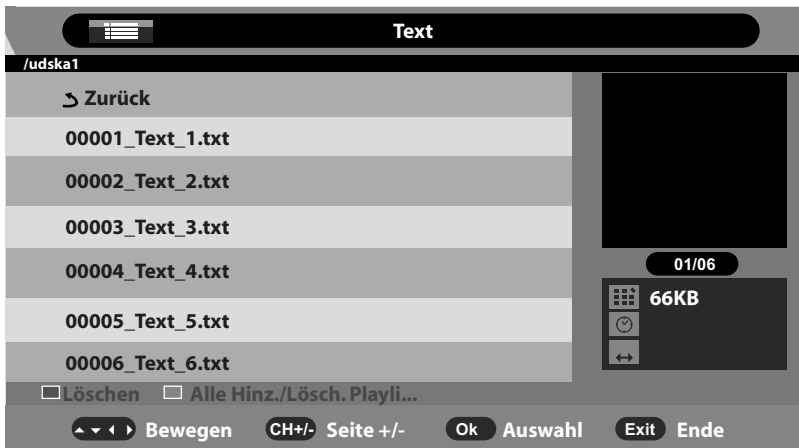 Text
/udska1
Zurück
00001_Text_1.txt
00002_Text_2.txt
00003_Text_3.txt
00004_Text_4.txt
00005_Text_5.txt
00006_Text_6.txt
01/06
66KB
Löschen Alle Hinz./Lösch. Playli...
Bewegen CH+/- Seite +/- Ok Auswahl Exit Ende